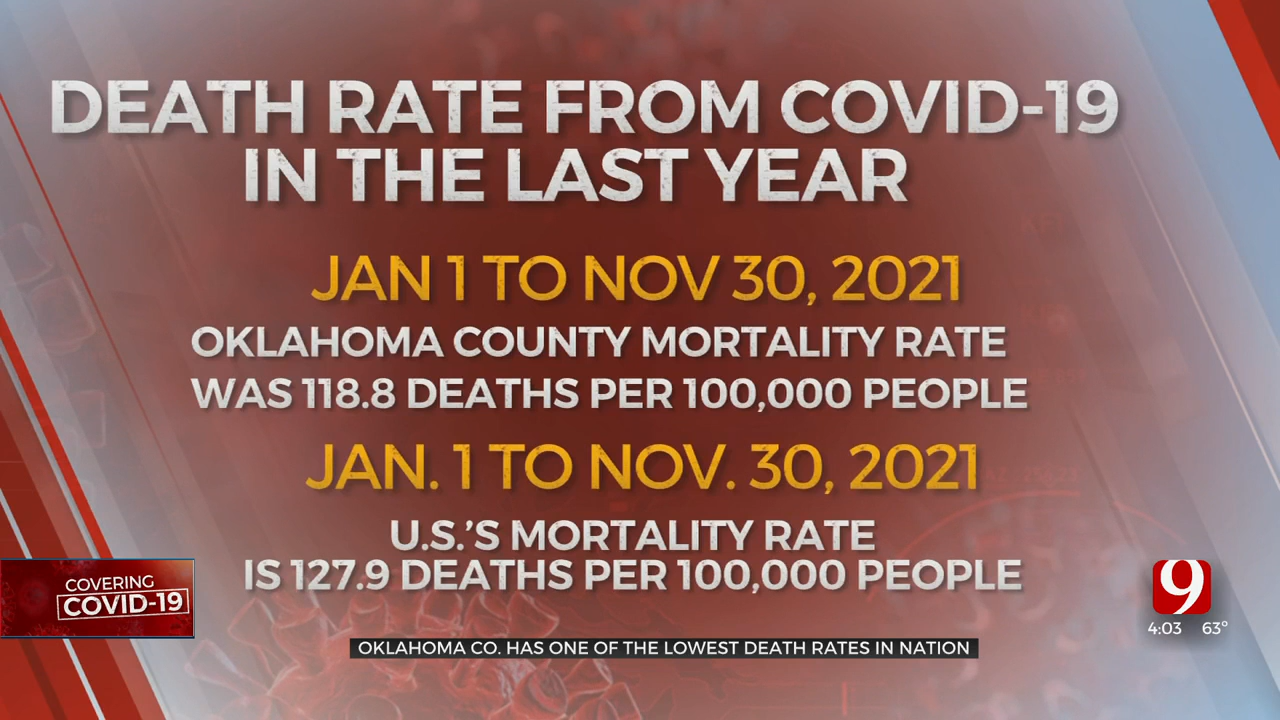 DEATH RATE FROM COVID-19
IN THE LAST YEAR
JAN 1 TO NOV 30, 2021
OKLAHOMA COUNTY MORTALITY RATE
WAS 118.8 DEATHS PER 100,000 PEOPLE
JAN. 1 TO NOV. 30, 2021
U.S.'S MORTALITY RATE
IS 127.9 DEATHS PER 100,000 PEOPLE
COVERING
COVID-19
9
4:03 63°
OKLAHOMA CO. HAS ONE OF THE LOWEST DEATH RATES IN NATION